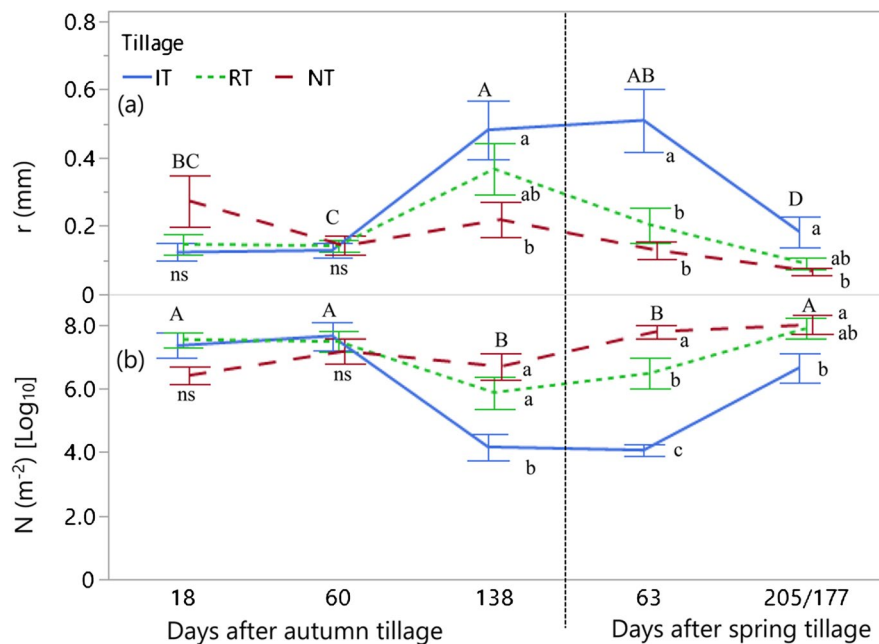 0.8
Tillage
IT RT NT
(a)
A
AB
0.6
a
BC
a
0.4
r (mm)
ab
D
C
b
a
0.2
b
b
ab
ns
ns
b
0
A
A
A
a
8.0
B
B
ab
(b)
a
a
ns
6.0
ns
a
b
b
N (m-2) [Log10]
4.0
b
c
2.0
0
18 60 138 63 205/177
Days after autumn tillage Days after spring tillage